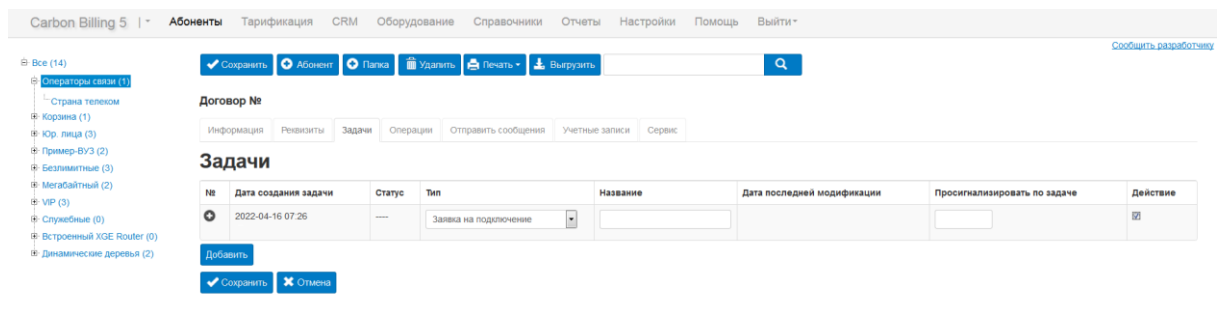 Carbon Billing 5 Абоненты Тарификация CRM Оборудование Справочники Отчеты Настройки Помощь Выйти
Сообщить разработчику
Все (14)
Операторы связи (1)
Страна телеком
Корзина (1)
Юр. лица (3)
Пример-ВУЗ (2)
Безлимитные (3)
Мегабайтный (2)
VIP (3)
Служебные (0)
Встроенный XGE Router (0)
Динамические деревья (2)
Сохранить Абонент Папка Удалить Печать Выгрузить
Договор №
Информация Реквизиты Задачи Операции Отправить сообщения Учетные записи Сервис
Задачи
№ Дата создания задачи Статус Тип Название Дата последней модификации Просигнализировать по задаче Действие
2022-04-16 07:26 ---- Заявка на подключение
Добавить
Сохранить Отмена